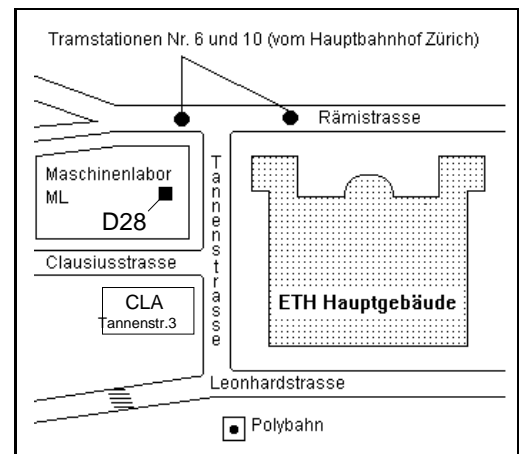 Tramstationen Nr. 6 und 10 (vom Hauptbahnhof Zürich)
Rämistrasse
Tannenstrasse
Maschinenlabor
ML
D28
Clausiusstrasse
CLA
Tannenstr.3
ETH Hauptgebäude
Leonhardstrasse
Polybahn